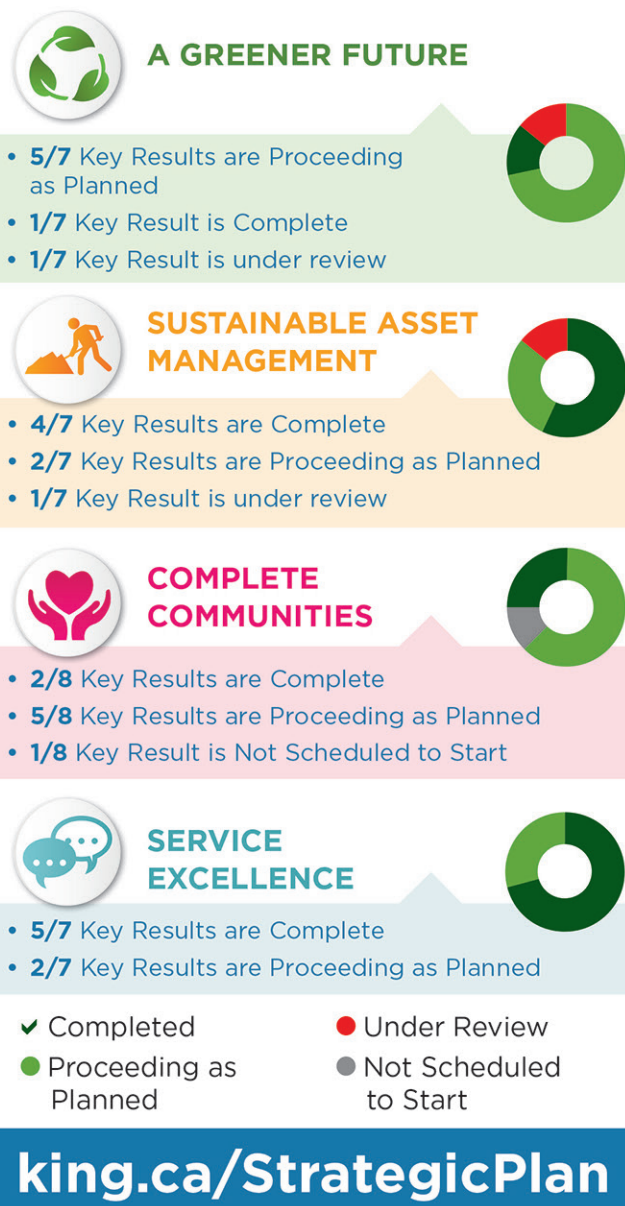 A GREENER FUTURE
• 5/7 Key Results are Proceeding
as Planned
• 1/7 Key Result is Complete
• 1/7 Key Result is under review
SUSTAINABLE ASSET
MANAGEMENT
• 4/7 Key Results are Complete
• 2/7 Key Results are Proceeding as Planned
• 1/7 Key Result is under review
COMPLETE
COMMUNITIES
• 2/8 Key Results are Complete
• 5/8 Key Results are Proceeding as Planned
• 1/8 Key Result is Not Scheduled to Start
SERVICE
EXCELLENCE
• 5/7 Key Results are Complete
• 2/7 Key Results are Proceeding as Planned
Completed
Proceeding as
Planned
Under Review
Not Scheduled
to Start
king.ca/StrategicPlan